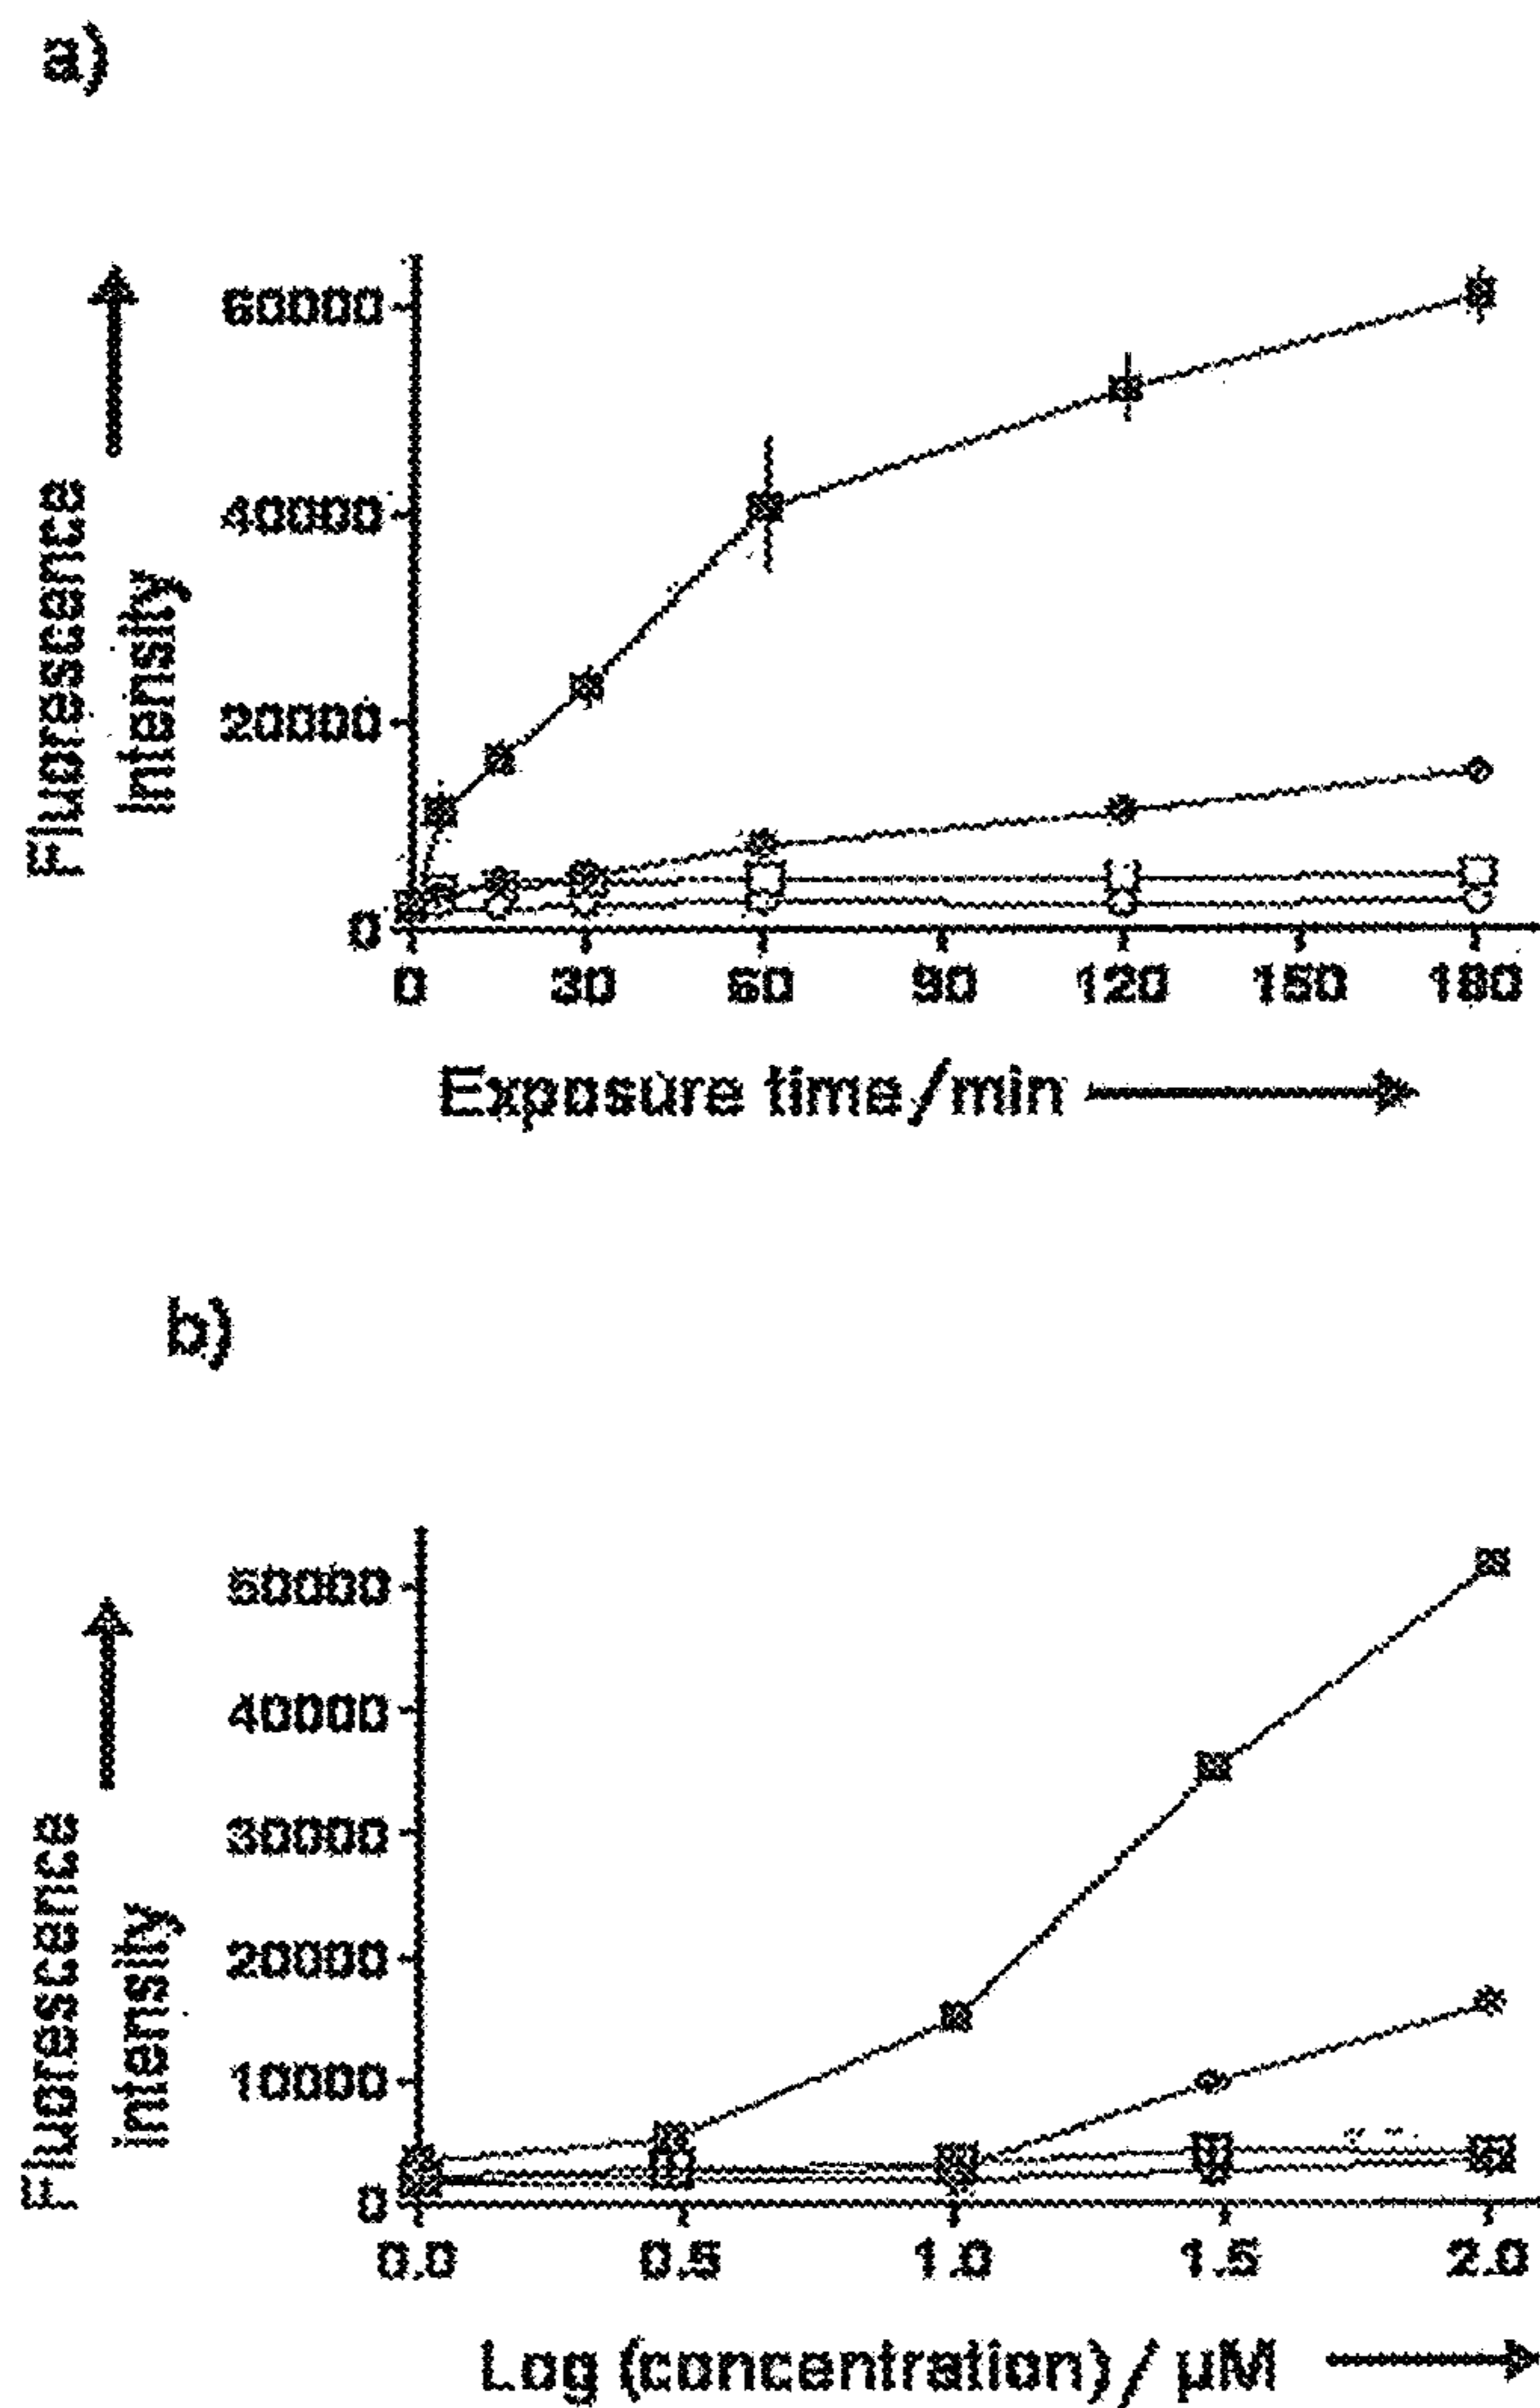 a)
Fluorescence
intensity
60000
40000
20000
0
0 30 60 90 120 150 180
Exposure time/min
b)
Fluorescence
intensity
50000
40000
30000
20000
10000
0
0.0 0.5 1.0 1.5 2.0
Log (concentration)/ µM